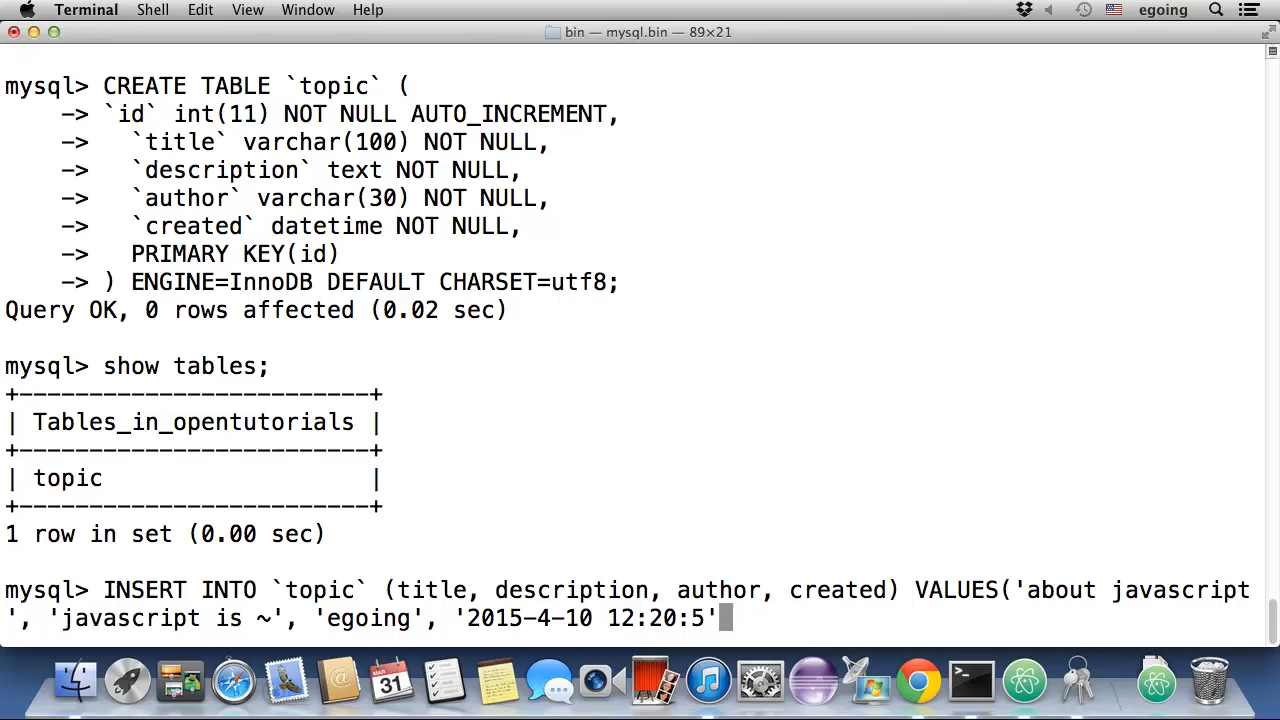 Terminal Shell Edit View Window Help egoing
bin — mysql.bin — 89×21
mysql> CREATE TABLE `topic` (
    -> `id` int(11) NOT NULL AUTO_INCREMENT,
    ->   `title` varchar(100) NOT NULL,
    ->   `description` text NOT NULL,
    ->   `author` varchar(30) NOT NULL,
    ->   `created` datetime NOT NULL,
    ->   PRIMARY KEY(id)
    -> ) ENGINE=InnoDB DEFAULT CHARSET=utf8;
Query OK, 0 rows affected (0.02 sec)
mysql> show tables;
+-------------------------+
| Tables_in_opentutorials |
+-------------------------+
| topic                   |
+-------------------------+
1 row in set (0.00 sec)
mysql> INSERT INTO `topic` (title, description, author, created) VALUES('about javascript
', 'javascript is ~', 'egoing', '2015-4-10 12:20:5'
MAR
31